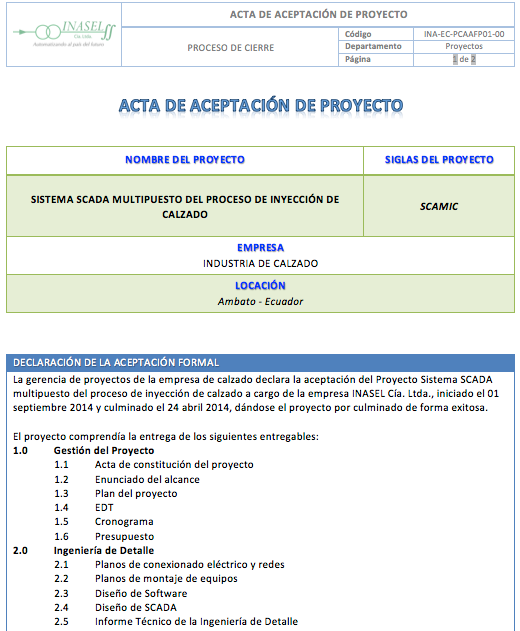 INASEL
Cía. Ltda.
Automatizando al país del futuro
ACTA DE ACEPTACIÓN DE PROYECTO
PROCESO DE CIERRE
Código INA-EC-PCAAFP01-00
Departamento Proyectos
Página 1 de 2
ACTA DE ACEPTACIÓN DE PROYECTO
NOMBRE DEL PROYECTO SIGLAS DEL PROYECTO
SISTEMA SCADA MULTIPUESTO DEL PROCESO DE INYECCIÓN DE
CALZADO
SCAMIC
EMPRESA
INDUSTRIA DE CALZADO
LOCACIÓN
Ambato - Ecuador
DECLARACIÓN DE LA ACEPTACIÓN FORMAL
La gerencia de proyectos de la empresa de calzado declara la aceptación del Proyecto Sistema SCADA
multipuesto del proceso de inyección de calzado a cargo de la empresa INASEL Cía. Ltda., iniciado el 01
septiembre 2014 y culminado el 24 abril 2014, dándose el proyecto por culminado de forma exitosa.
El proyecto comprendía la entrega de los siguientes entregables:
1.0 Gestión del Proyecto
1.1 Acta de constitución del proyecto
1.2 Enunciado del alcance
1.3 Plan del proyecto
1.4 EDT
1.5 Cronograma
1.6 Presupuesto
2.0 Ingeniería de Detalle
2.1 Planos de conexionado eléctrico y redes
2.2 Planos de montaje de equipos
2.3 Diseño de Software
2.4 Diseño de SCADA
2.5 Informe Técnico de la Ingeniería de Detalle